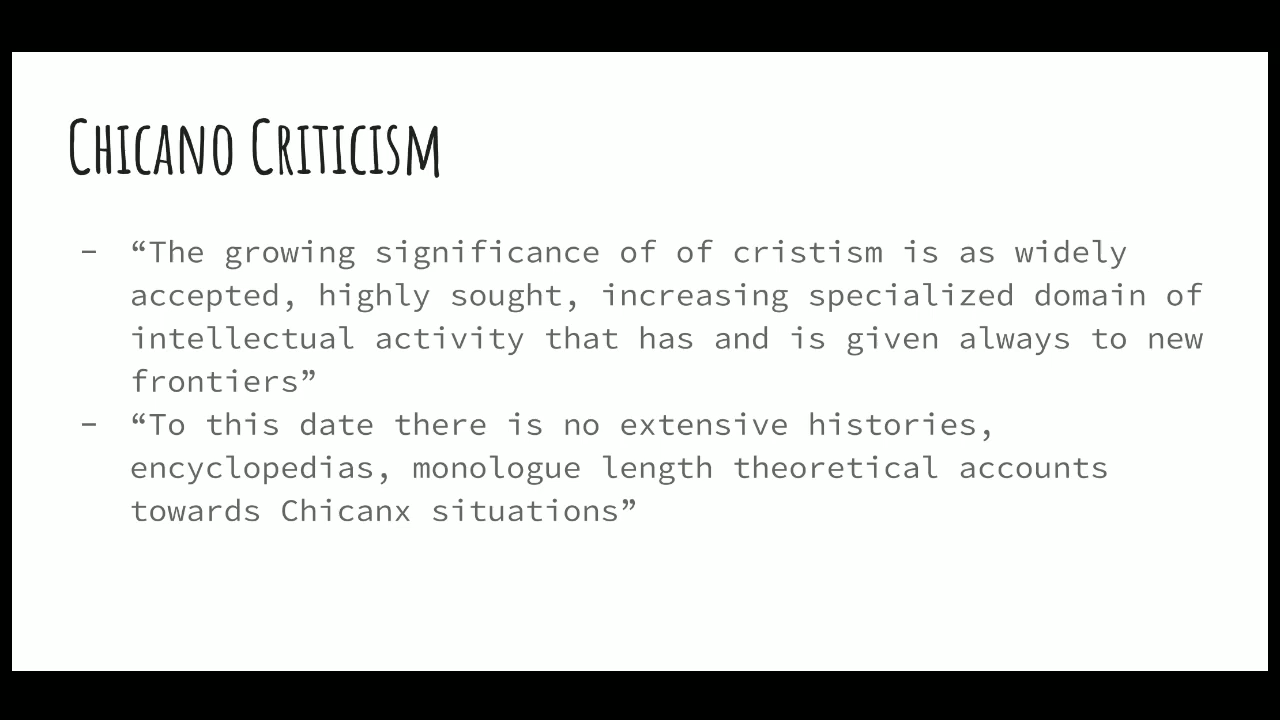 Chicano Criticism
- “The growing significance of of cristism is as widely
accepted, highly sought, increasing specialized domain of
intellectual activity that has and is given always to new
frontiers”
- “To this date there is no extensive histories,
encyclopedias, monologue length theoretical accounts
towards Chicanx situations”